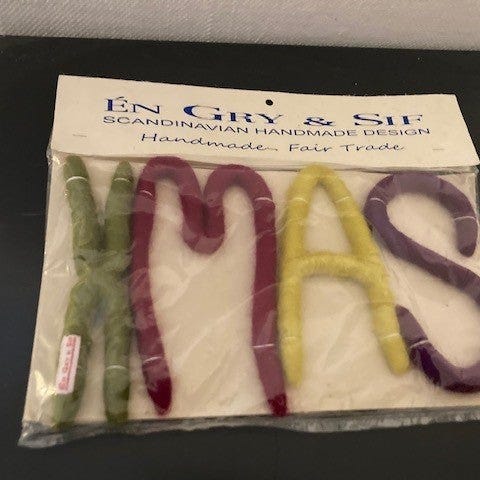 ÉN GRY & SIF
SCANDINAVIAN HANDMADE DESIGN
Handmade. Fair Trade
XMAS